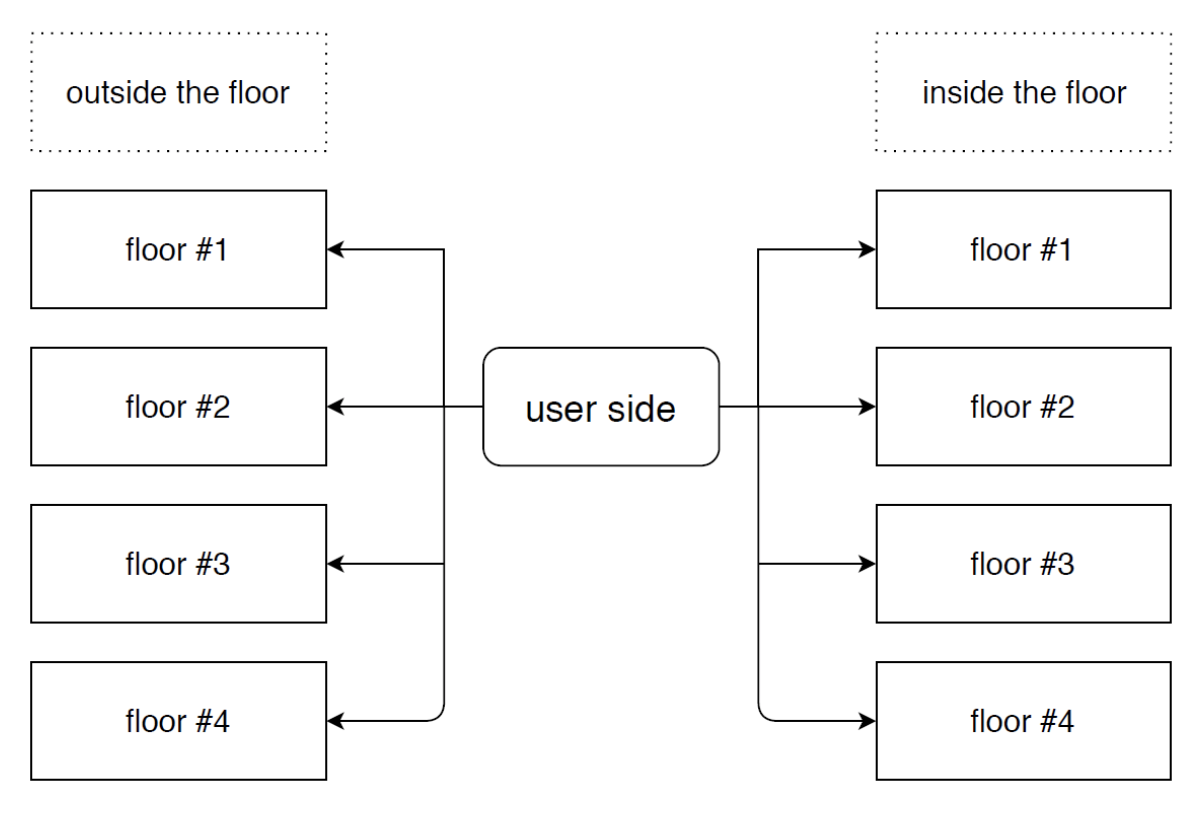 outside the floor
inside the floor
floor #1
floor #1
floor #2
user side
floor #2
floor #3
floor #3
floor #4
floor #4